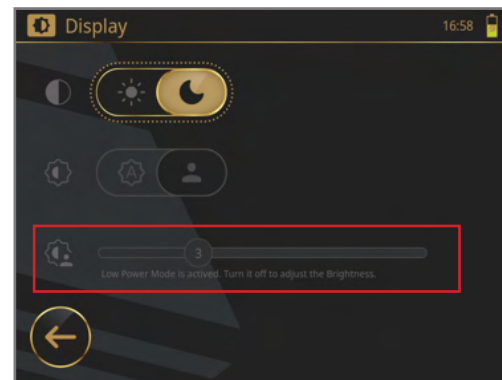 Display
16:58
A
3
Low Power Mode is actived. Turn it off to adjust the Brightness.